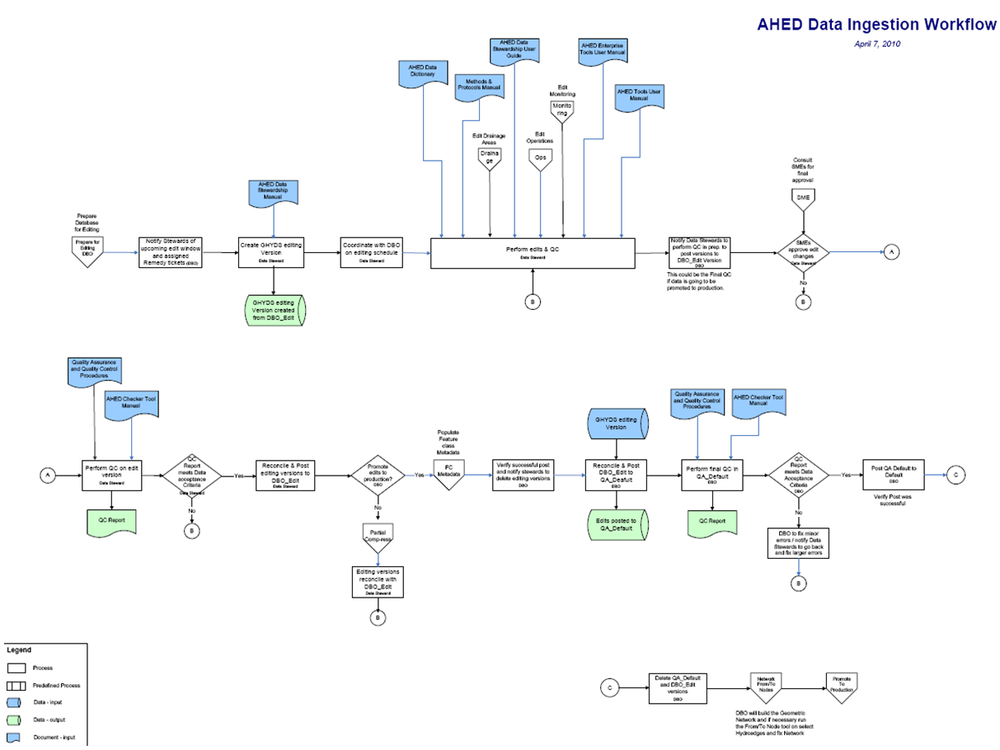 AHED Data Ingestion Workflow
April 7, 2010
AHED Data
Stewardship User
Guide
AHED Enterprise
Tools User Manual
AHED Data
Dictionary
Methods &
Protocols Manual
Edit
Monitoring
Monito
ring
AHED Tools User
Manual
Edit Drainage
Areas
Draina
ge
Edit
Operations
Ops
Consult
SMEs for
final
approval
SME
AHED Data
Stewardship
Manual
Prepare
Database
for Editing
Prepare for
Editing
DBO
Notify Stewards of
upcoming edit window
and assigned
Remedy tickets (DBO)
Create GHYDS editing
Version
Data Steward
Coordinate with DBO
on editing schedule
Data Steward
Perform edits & QC
Data Steward
Notify Data Stewards to
perform QC in prep. to
post versions to
DBO_Edit Version
DBO
This could be the Final QC
if data is going to be
promoted to production.
SMEs
approve edit
changes
Data Steward
A
No
B
B
GHYDS editing
Version created
from DBO_Edit
Quality Assurance
and Quality Control
Procedures
AHED Checker Tool
Manual
A
Perform QC on edit
version
Data Steward
QC Report
QC
Report
meets Data
acceptance
Criteria
Data Steward
Yes
No
B
Reconcile & Post
editing versions to
DBO_Edit
Data Steward
Promote
edits to
production?
DBO
Yes
No
Partial
Comp-ress
Editing versions
reconcile with
DBO_Edit
Data Steward
B
Populate
Feature
class
Metadata
FC
Metadata
Verify successful post
and notify stewards to
delete editing versions
DBO
GHYDS editing
Version
Reconcile & Post
DBO_Edit to
QA_Deafult
DBO
Edits posted to
QA_Default
Quality Assurance
and Quality Control
Procedures
AHED Checker Tool
Manual
Perform final QC in
QA_Default
DBO
QC Report
QC
Report
meets Data
Acceptance
Criteria
DBO
Yes
No
DBO to fix minor
errors / notify Data
Stewards to go back
and fix larger errors
B
Post QA Default to
Default
DBO
Verify Post was
successful
C
Legend
Process
Predefined Process
Data - input
Data - output
Document - input
C
Delete QA_Default
and DBO_Edit
versions
DBO
Network
From/To
Nodes
Promote
To
Production
DBO will build the Geometric
Network and if necessary run
the From/To Node tool on select
Hydroedges and fix Network